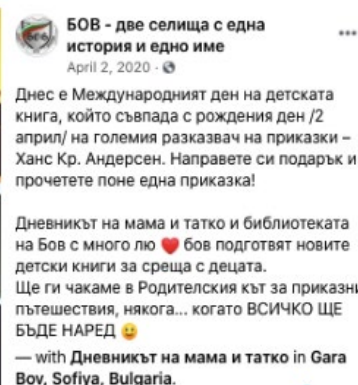 БОВ - две селища с една
история и едно име
April 2, 2020 ·
Днес е Международният ден на детската
книга, който съвпада с рождения ден /2
април/ на големия разказвач на приказки –
Ханс Кр. Андерсен. Направете си подарък и
прочетете поне една приказка!
Дневникът на мама и татко и библиотеката
на Бов с много лю ❤️ бов подготвят новите
детски книги за среща с децата.
Ще ги чакаме в Родителския кът за приказни
пътешествия, някога... когато ВСИЧКО ЩЕ
БЪДЕ НАРЕД 😃
— with Дневникът на мама и татко in Gara
Bov, Sofiya, Bulgaria.